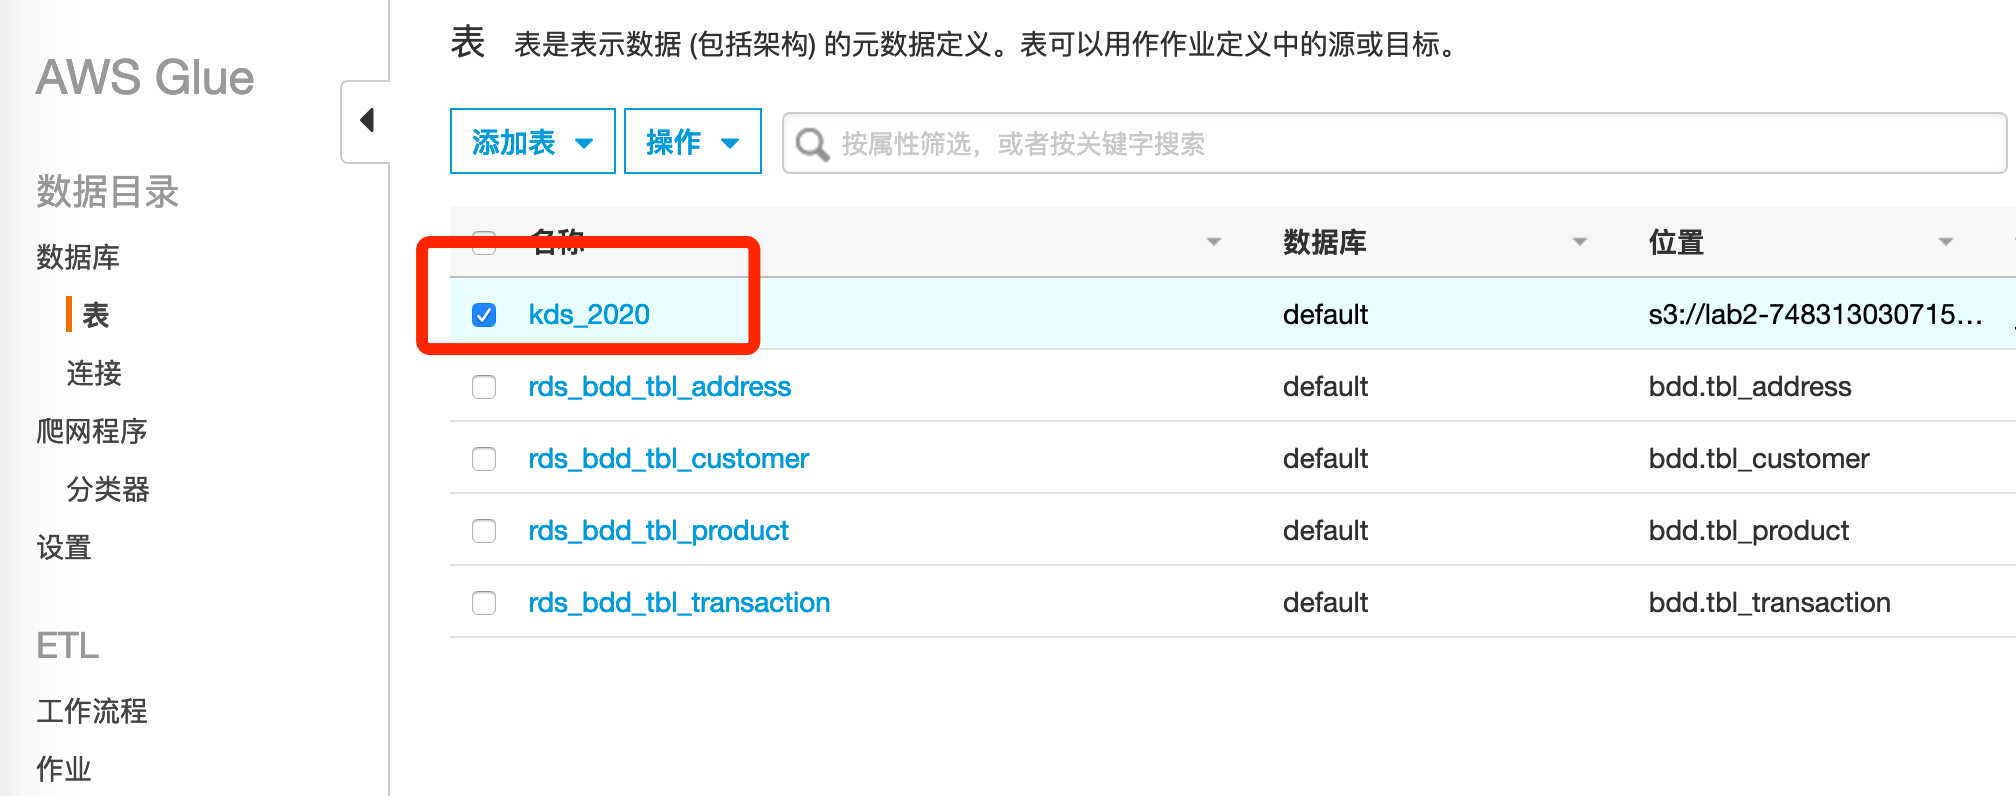 AWS Glue
数据目录
数据库
表
连接
爬网程序
分类器
设置
ETL
工作流程
作业
表 表是表示数据 (包括架构) 的元数据定义。表可以用作作业定义中的源或目标。
添加表 操作 按属性筛选，或者按关键字搜索
名称 数据库 位置
kds_2020 default s3://lab2-748313030715...
rds_bdd_tbl_address default bdd.tbl_address
rds_bdd_tbl_customer default bdd.tbl_customer
rds_bdd_tbl_product default bdd.tbl_product
rds_bdd_tbl_transaction default bdd.tbl_transaction